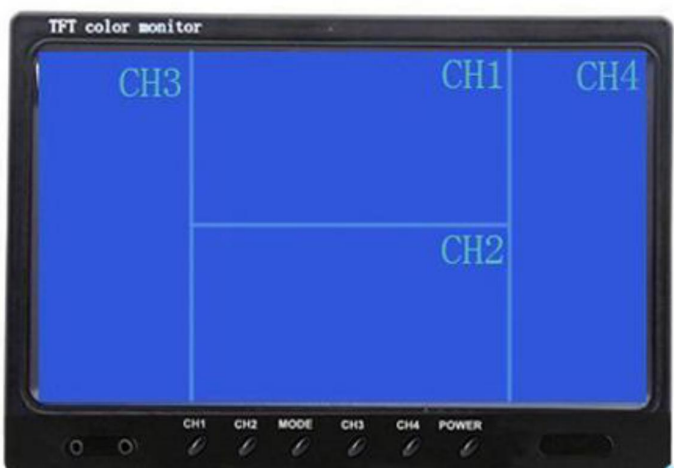 TFT color monitor
CH3 CH1 CH4
CH2
CH1 CH2 MODE CH3 CH4 POWER